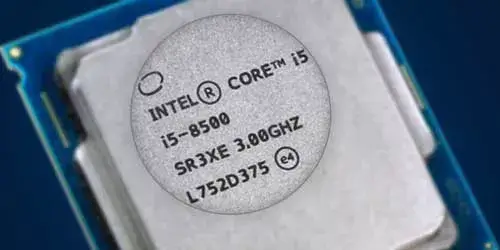 INTEL® CORE™ i5
i5-8500
SR3XE 3.00GHZ
L752D375 e4